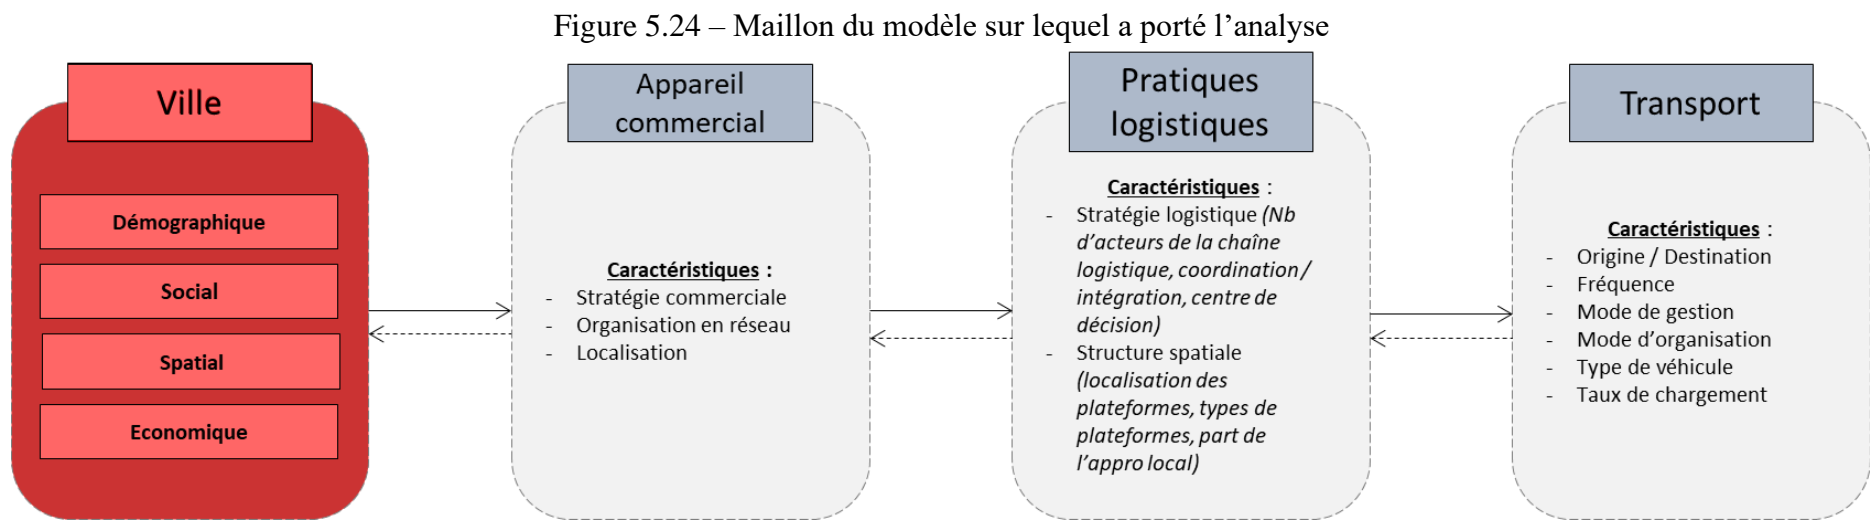 Figure 5.24 – Maillon du modèle sur lequel a porté l’analyse
Ville
Démographique
Social
Spatial
Economique
Appareil
commercial
Caractéristiques :
- Stratégie commerciale
- Organisation en réseau
- Localisation
Pratiques
logistiques
Caractéristiques :
- Stratégie logistique (Nb
d’acteurs de la chaîne
logistique, coordination /
intégration, centre de
décision)
- Structure spatiale
(localisation des
plateformes, types de
plateformes, part de
l’appro local)
Transport
Caractéristiques :
- Origine / Destination
- Fréquence
- Mode de gestion
- Mode d’organisation
- Type de véhicule
- Taux de chargement